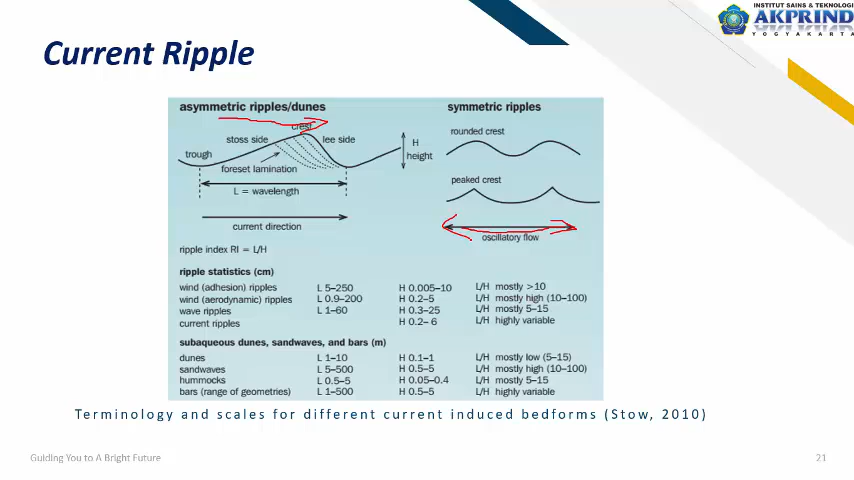 INSTITUT SAINS & TEKNOLOGI
AKPRIND
YOGYAKARTA
Current Ripple
asymmetric ripples/dunes
crest
stoss side
lee side
trough
foreset lamination
H
height
L = wavelength
current direction
ripple index RI = L/H
symmetric ripples
rounded crest
peaked crest
oscillatory flow
ripple statistics (cm)
wind (adhesion) ripples L 5–250 H 0.005–10 L/H mostly >10
wind (aerodynamic) ripples L 0.9–200 H 0.2–5 L/H mostly high (10–100)
wave ripples L 1–60 H 0.3–25 L/H mostly 5–15
current ripples H 0.2– 6 L/H highly variable
subaqueous dunes, sandwaves, and bars (m)
dunes L 1–10 H 0.1–1 L/H mostly low (5–15)
sandwaves L 5–500 H 0.5–5 L/H mostly high (10–100)
hummocks L 0.5–5 H 0.05–0.4 L/H mostly 5–15
bars (range of geometries) L 1–500 H 0.5–5 L/H highly variable
Terminology and scales for different current induced bedforms (Stow, 2010)
Guiding You to A Bright Future
21